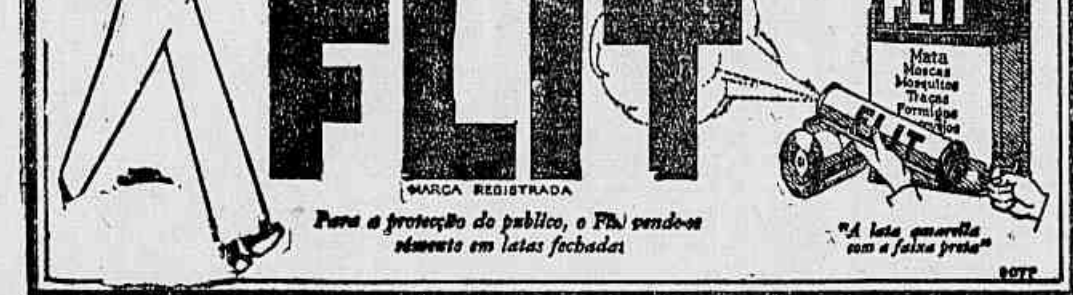 FLIT
MARCA REGISTRADA
Para a protecção do publico, o Flit vende-se
sómente em latas fechadas
FLIT
Mata
Moscas
Mosquitos
Traças
Formigas
FLIT
"A lata amarella
com a faixa preta"